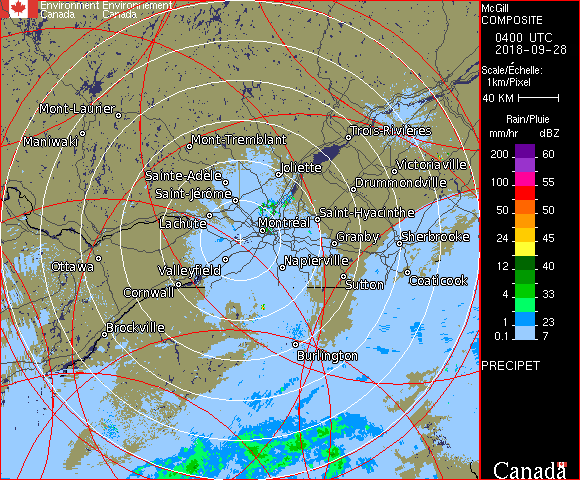 Environment Environnement
Canada Canada
McGill
COMPOSITE
0400 UTC
2018-09-28
Scale/Échelle:
1km/Pixel
40 KM
Rain/Pluie
mm/hr dBZ
200 60
100 55
50 50
24 45
12 40
4 33
1 23
0.1 7
PRECIPET
Canada
Mont-Laurier
Maniwaki
Mont-Tremblant
Trois-Rivières
Sainte-Adèle
Joliette
Victoriaville
Saint-Jérôme
Drummondville
Lachute
Montréal
Saint-Hyacinthe
Granby
Sherbrooke
Ottawa
Valleyfield
Napierville
Cornwall
Sutton
Coaticook
Brockville
Burlington